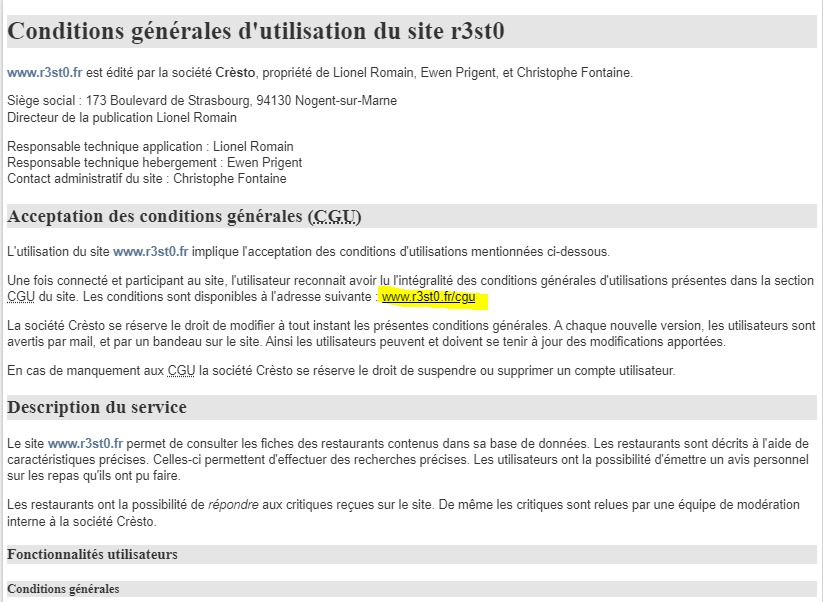 Conditions générales d'utilisation du site r3st0
www.r3st0.fr est édité par la société Crèsto, propriété de Lionel Romain, Ewen Prigent, et Christophe Fontaine.
Siège social : 173 Boulevard de Strasbourg, 94130 Nogent-sur-Marne
Directeur de la publication Lionel Romain
Responsable technique application : Lionel Romain
Responsable technique hebergement : Ewen Prigent
Contact administratif du site : Christophe Fontaine
Acceptation des conditions générales (CGU)
L'utilisation du site www.r3st0.fr implique l'acceptation des conditions d'utilisations mentionnées ci-dessous.
Une fois connecté et participant au site, l'utilisateur reconnait avoir lu l'intégralité des conditions générales d'utilisations présentes dans la section
CGU du site. Les conditions sont disponibles à l'adresse suivante : www.r3st0.fr/cgu
La société Crèsto se réserve le droit de modifier à tout instant les présentes conditions générales. A chaque nouvelle version, les utilisateurs sont
avertis par mail, et par un bandeau sur le site. Ainsi les utilisateurs peuvent et doivent se tenir à jour des modifications apportées.
En cas de manquement aux CGU la société Crèsto se réserve le droit de suspendre ou supprimer un compte utilisateur.
Description du service
Le site www.r3st0.fr permet de consulter les fiches des restaurants contenus dans sa base de données. Les restaurants sont décrits à l'aide de
caractéristiques précises. Celles-ci permettent d'effectuer des recherches précises. Les utilisateurs ont la possibilité d'émettre un avis personnel
sur les repas qu'ils ont pu faire.
Les restaurants ont la possibilité de répondre aux critiques reçues sur le site. De même les critiques sont relues par une équipe de modération
interne à la société Crèsto.
Fonctionnalités utilisateurs
Conditions générales